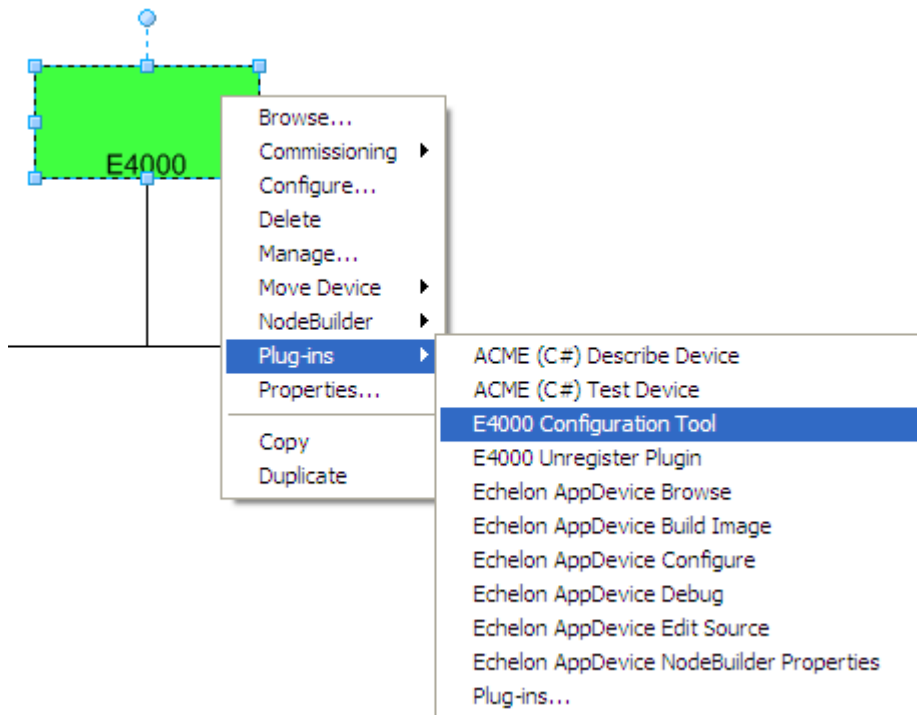 E4000
Browse...
Commissioning
Configure...
Delete
Manage...
Move Device
NodeBuilder
Plug-ins
Properties...
Copy
Duplicate
ACME (C#) Describe Device
ACME (C#) Test Device
E4000 Configuration Tool
E4000 Unregister Plugin
Echelon AppDevice Browse
Echelon AppDevice Build Image
Echelon AppDevice Configure
Echelon AppDevice Debug
Echelon AppDevice Edit Source
Echelon AppDevice NodeBuilder Properties
Plug-ins...